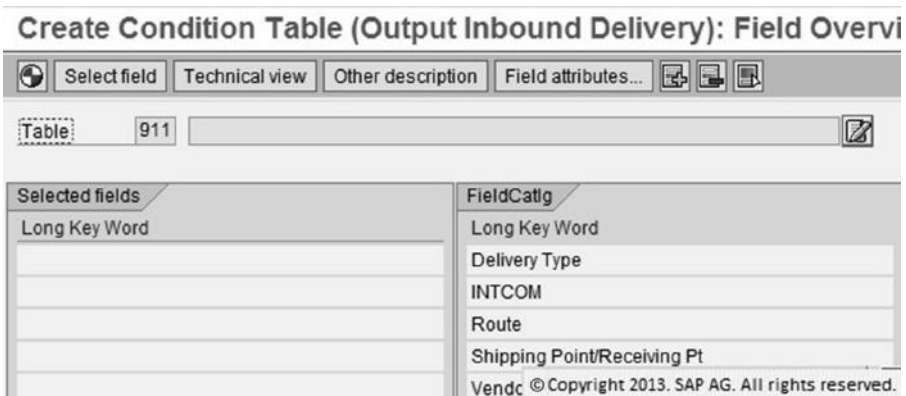 Create Condition Table (Output Inbound Delivery): Field Overvi
Select field Technical view Other description Field attributes...
Table 911
Selected fields FieldCatlg
Long Key Word Long Key Word
Delivery Type
INTCOM
Route
Shipping Point/Receiving Pt
© Copyright 2013. SAP AG. All rights reserved.